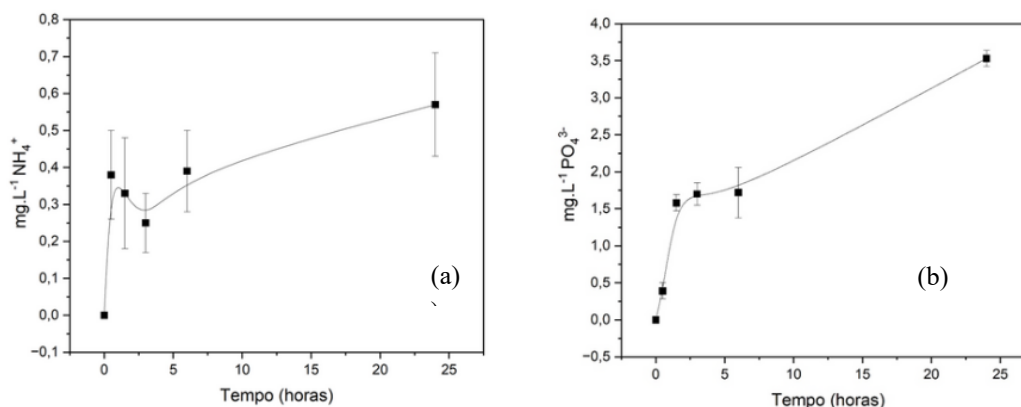 0,8
0,7
0,6
0,5
0,4
0,3
0,2
0,1
0,0
−0,1
mg.L⁻¹ NH₄⁺
0 5 10 15 20 25
Tempo (horas)
(a)
`
4,0
3,5
3,0
2,5
2,0
1,5
1,0
0,5
0,0
−0,5
mg.L⁻¹ PO₄³⁻
0 5 10 15 20 25
Tempo (horas)
(b)